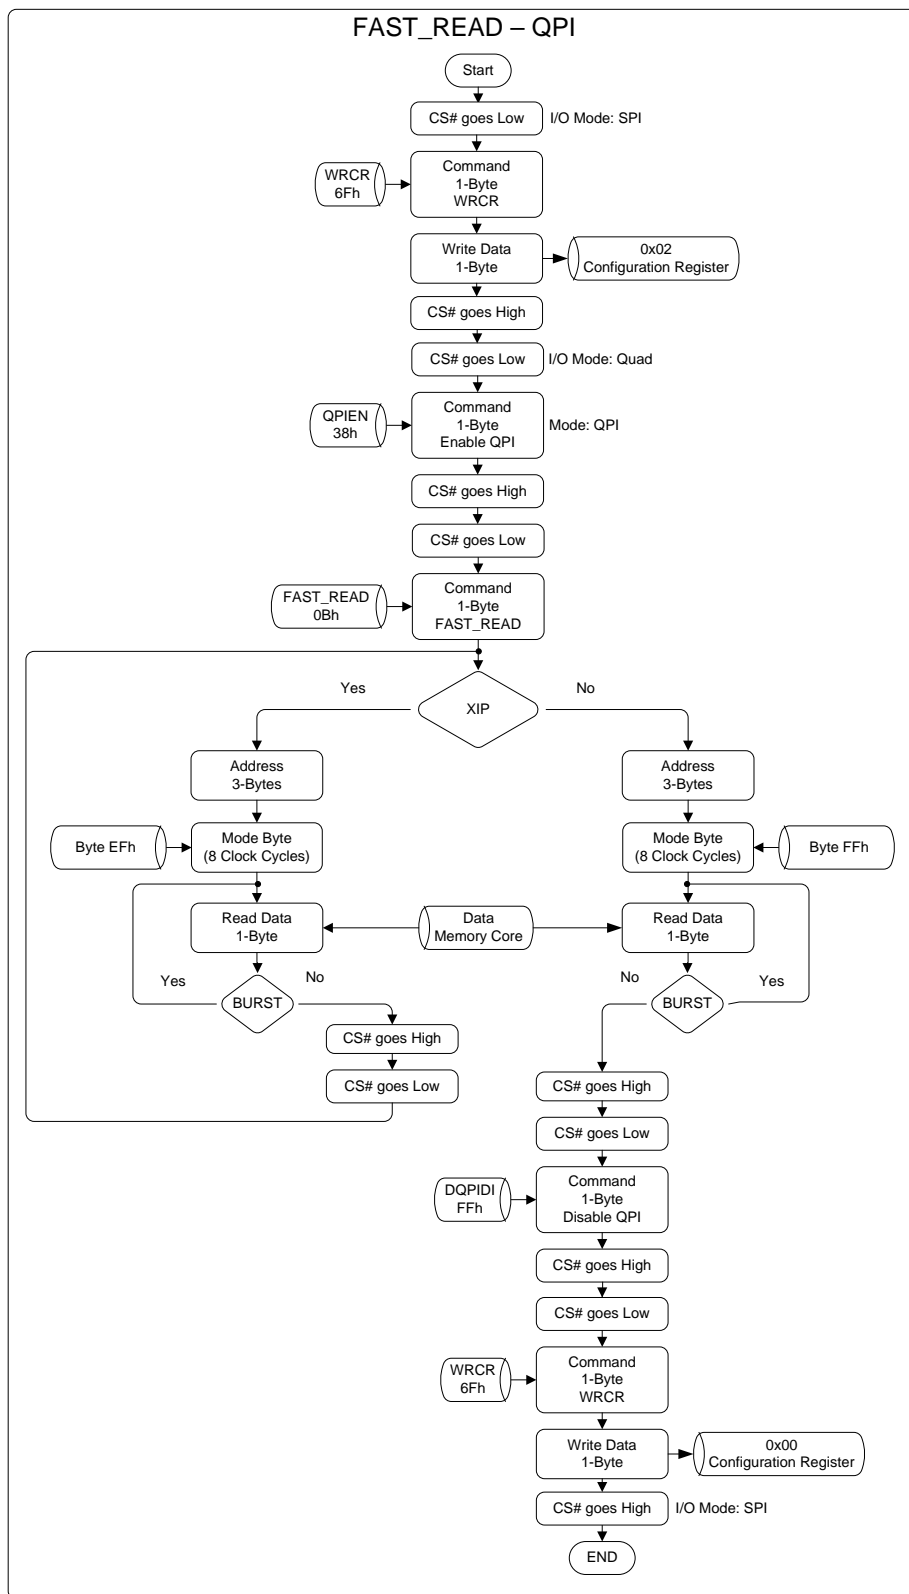 FAST_READ – QPI
Start
CS# goes Low
I/O Mode: SPI
WRCR
6Fh
Command
1-Byte
WRCR
Write Data
1-Byte
0x02
Configuration Register
CS# goes High
CS# goes Low
I/O Mode: Quad
QPIEN
38h
Command
1-Byte
Enable QPI
Mode: QPI
CS# goes High
CS# goes Low
FAST_READ
0Bh
Command
1-Byte
FAST_READ
Yes
XIP
No
Address
3-Bytes
Address
3-Bytes
Byte EFh
Mode Byte
(8 Clock Cycles)
Mode Byte
(8 Clock Cycles)
Byte FFh
Read Data
1-Byte
Data
Memory Core
Read Data
1-Byte
Yes
BURST
No
No
BURST
Yes
CS# goes High
CS# goes Low
CS# goes High
CS# goes Low
DQPIDI
FFh
Command
1-Byte
Disable QPI
CS# goes High
CS# goes Low
WRCR
6Fh
Command
1-Byte
WRCR
Write Data
1-Byte
0x00
Configuration Register
CS# goes High
I/O Mode: SPI
END